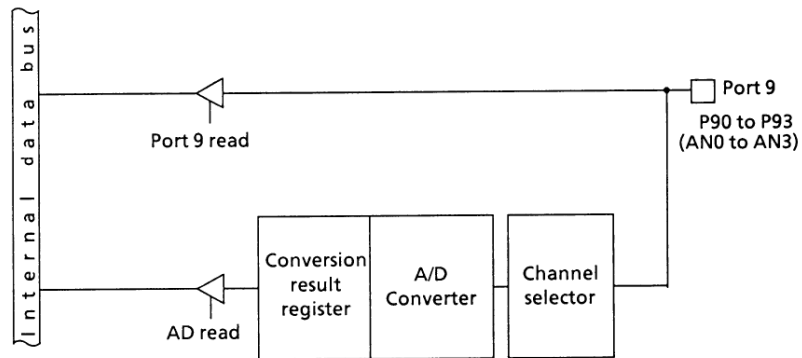 Internal data bus
Port 9
Port 9 read
P90 to P93
(AN0 to AN3)
Conversion
result
register
A/D
Converter
Channel
selector
AD read